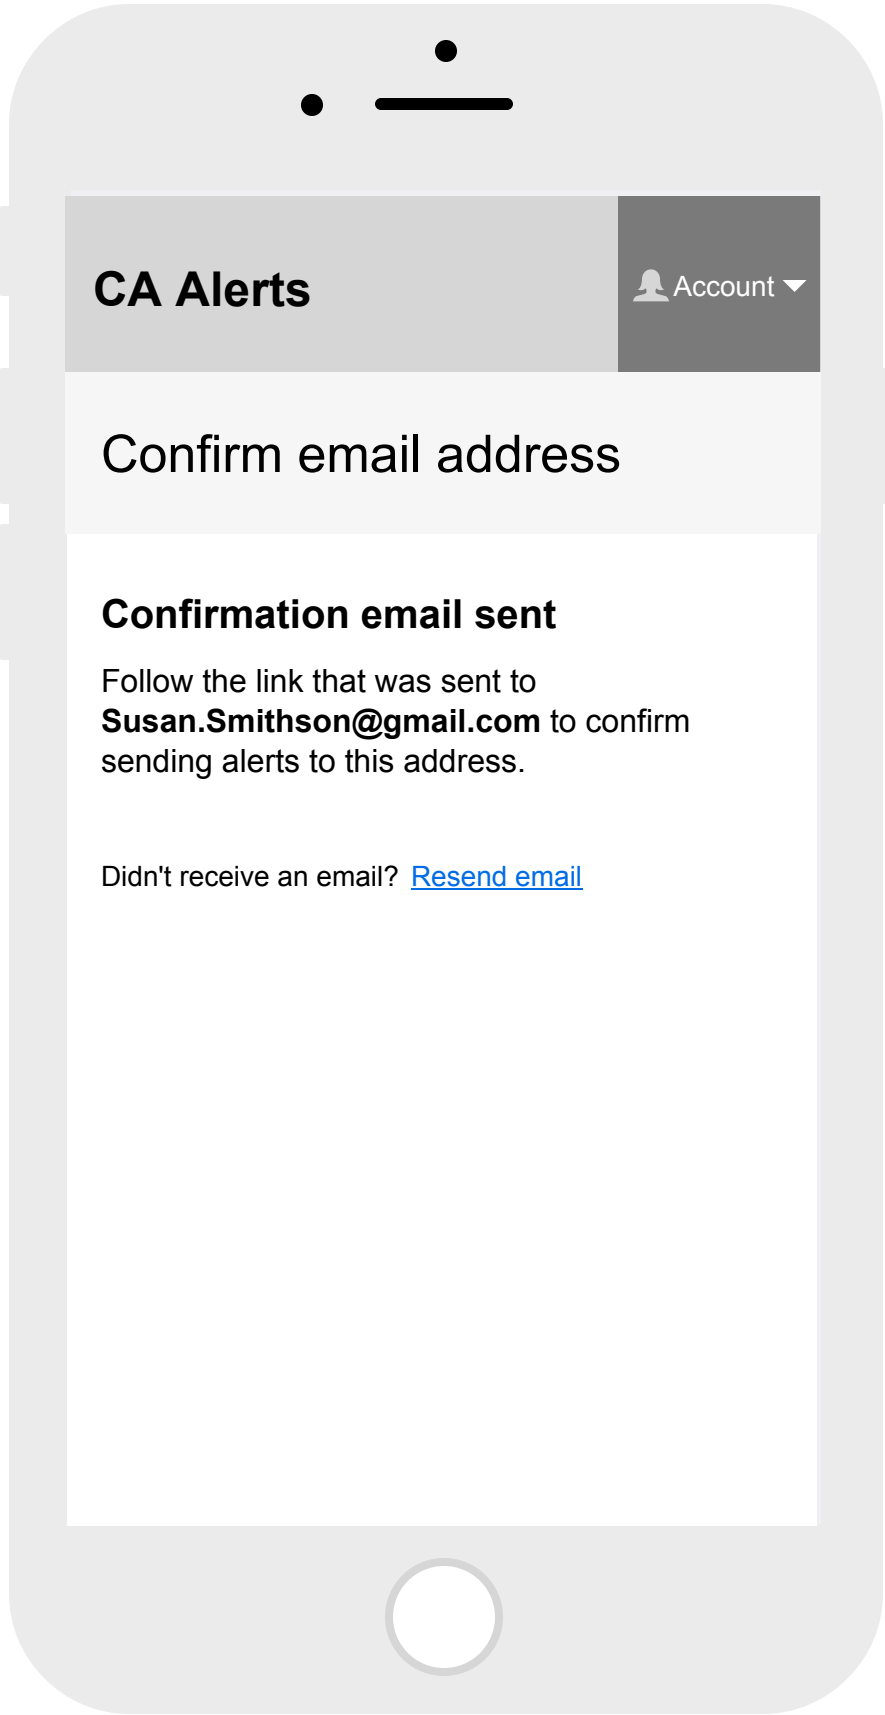 CA Alerts
Account
Confirm email address
Confirmation email sent
Follow the link that was sent to
Susan.Smithson@gmail.com to confirm
sending alerts to this address.
Didn't receive an email? Resend email